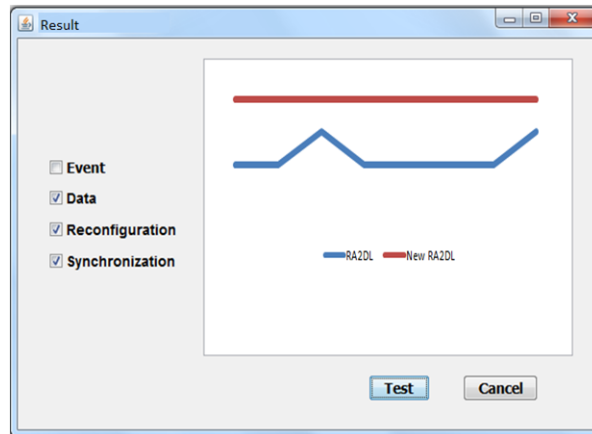 Result
Event
Data
Reconfiguration
Synchronization
RA2DL New RA2DL
Test Cancel